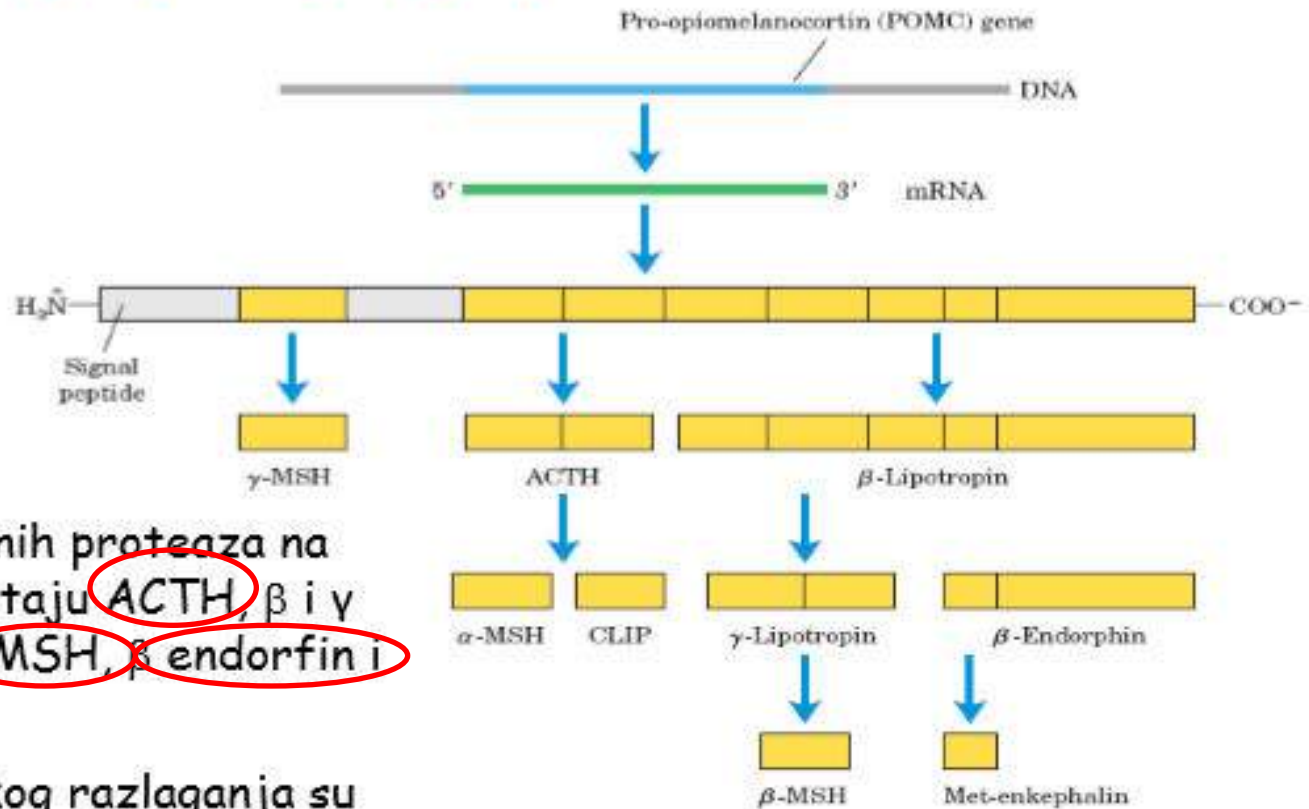 Pro-opiomelanocortin (POMC) gene
DNA
5′ 3′ mRNA
H₃N⁺ COO⁻
Signal
peptide
γ-MSH ACTH β-Lipotropin
nih proteaza na
taju ACTH, β i γ
MSH, β endorfin i
α-MSH CLIP γ-Lipotropin β-Endorphin
kog razlaganja su
β-MSH Met-enkephalin